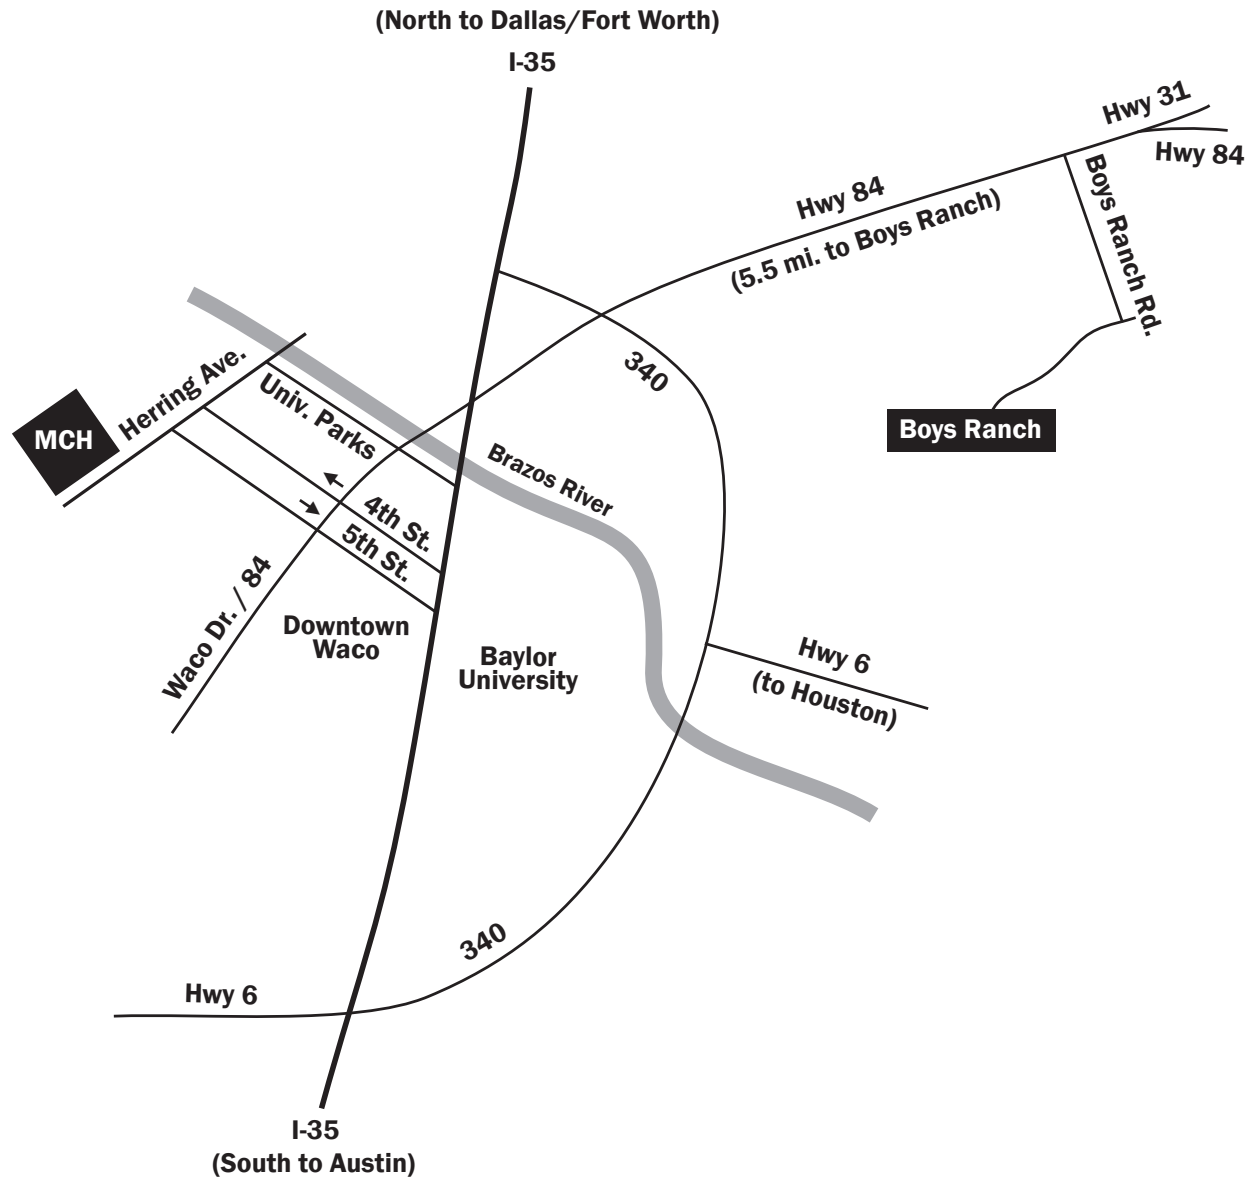 (North to Dallas/Fort Worth)
I-35
Hwy 31
Hwy 84
Hwy 84
(5.5 mi. to Boys Ranch)
Boys Ranch Rd.
340
Herring Ave.
Univ. Parks
MCH
Boys Ranch
Brazos River
4th St.
5th St.
Waco Dr. / 84
Downtown
Waco
Baylor
University
Hwy 6
(to Houston)
340
Hwy 6
I-35
(South to Austin)